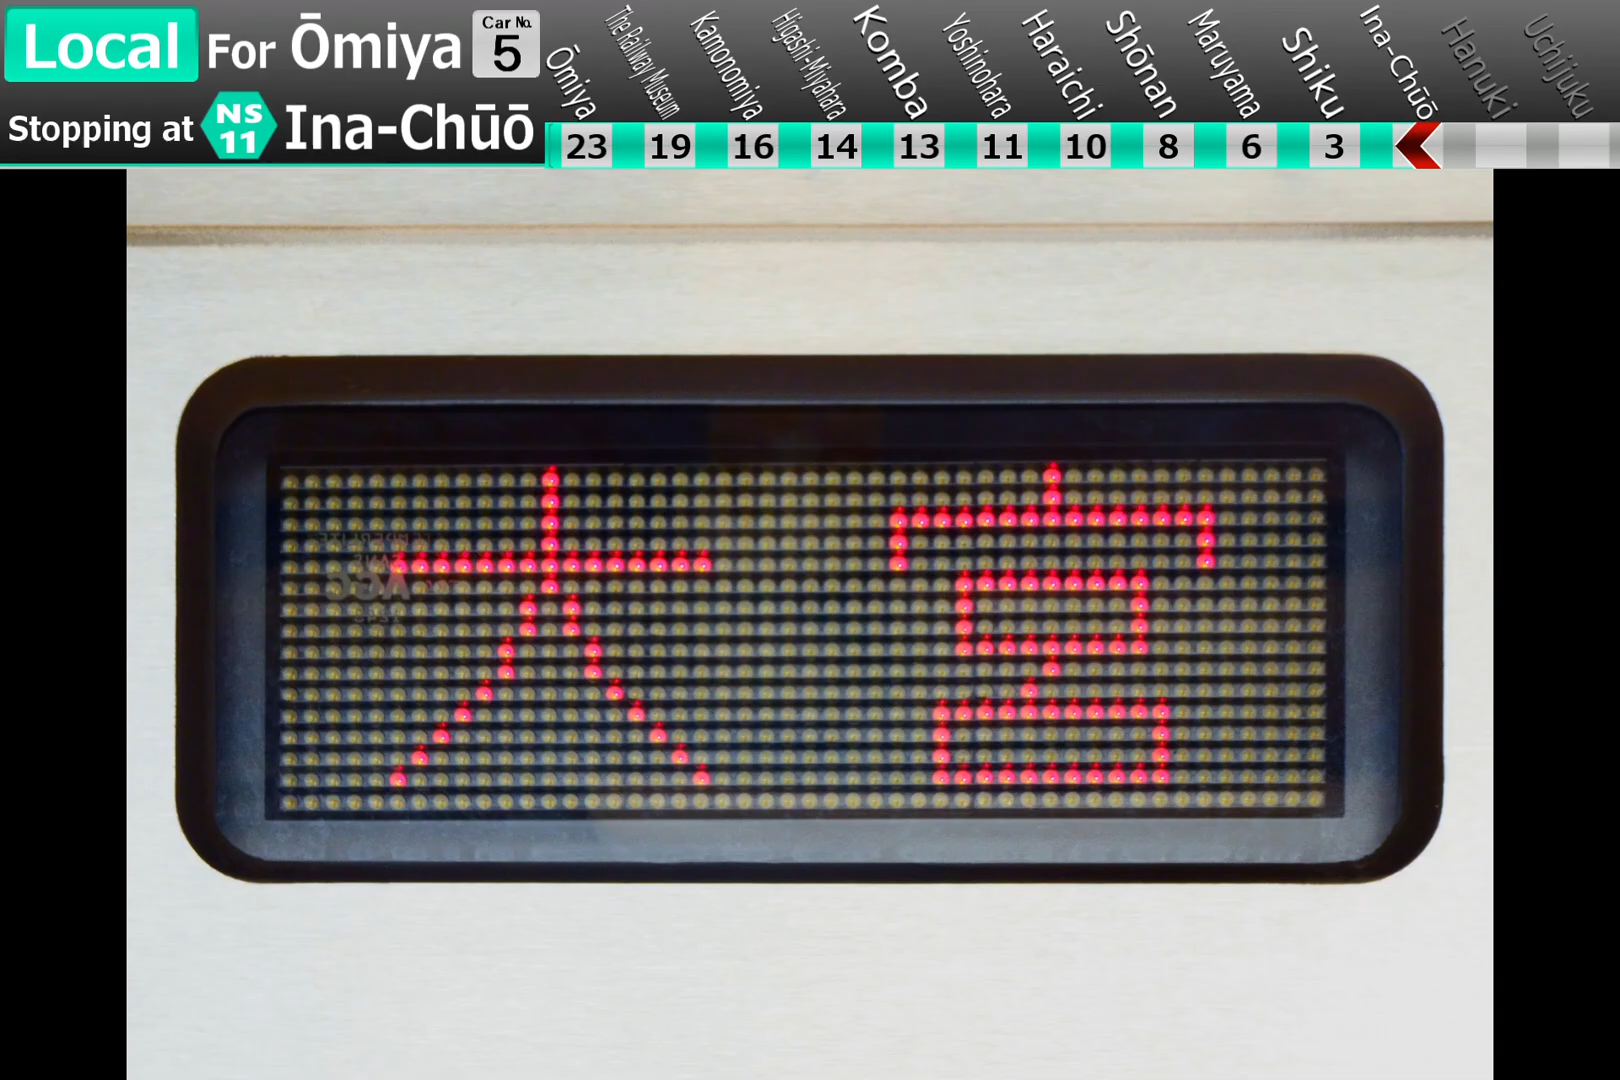 Local For Ōmiya Car No. 5
Stopping at NS 11 Ina-Chūō
Ōmiya The Railway Museum Kamonomiya Higashi-Miyahara Komba Yoshinohara Haraichi Shōnan Maruyama Shiku Ina-Chūō Hanuki Uchijuku
23 19 16 14 13 11 10 8 6 3
大宮